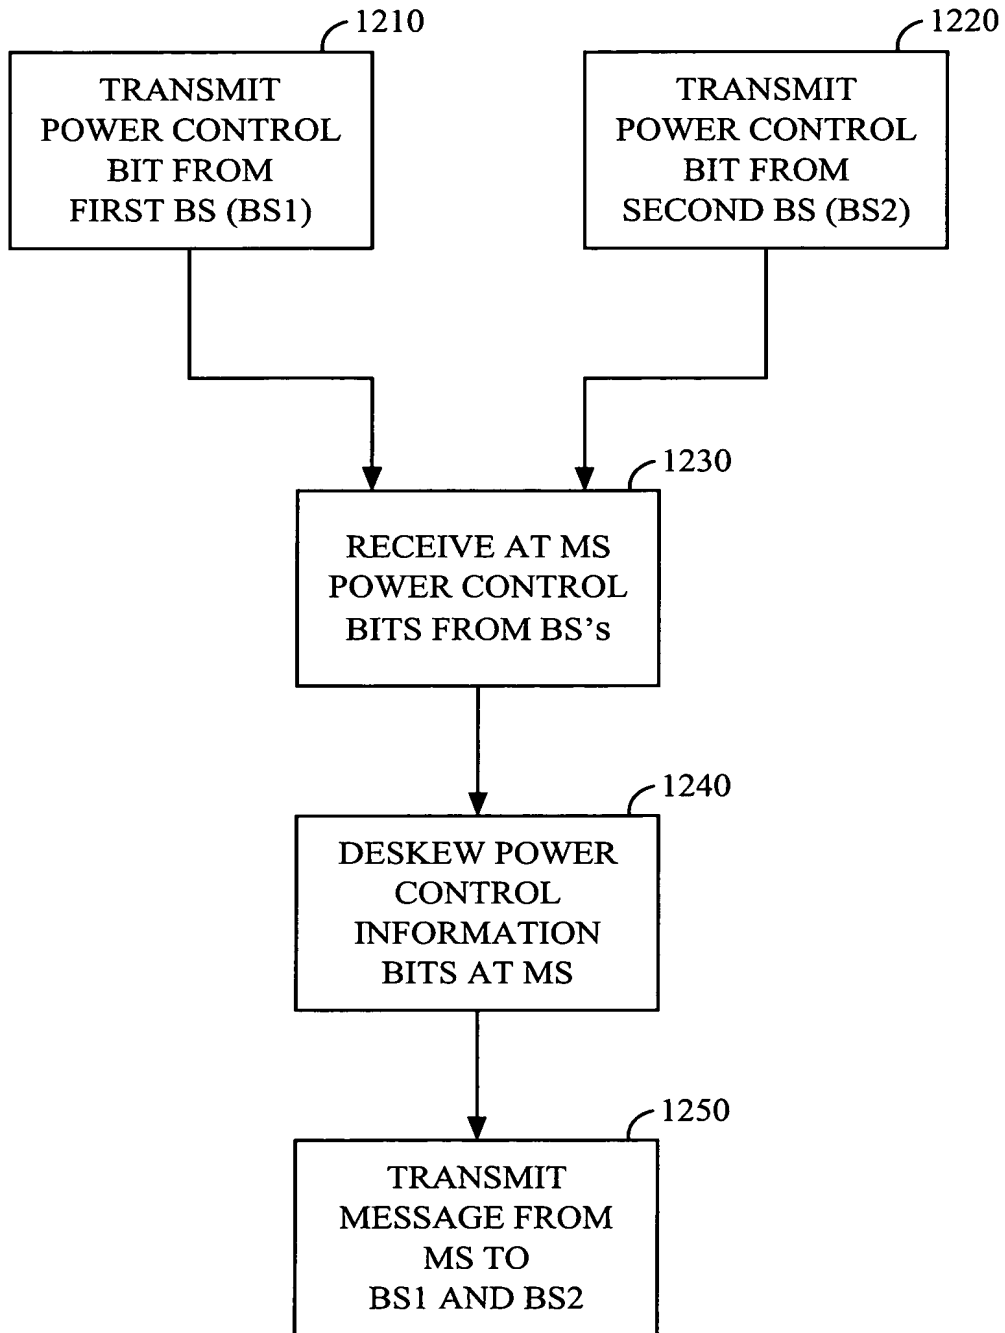 1210
TRANSMIT
POWER CONTROL
BIT FROM
FIRST BS (BS1)
1220
TRANSMIT
POWER CONTROL
BIT FROM
SECOND BS (BS2)
1230
RECEIVE AT MS
POWER CONTROL
BITS FROM BS's
1240
DESKEW POWER
CONTROL
INFORMATION
BITS AT MS
1250
TRANSMIT
MESSAGE FROM
MS TO
BS1 AND BS2